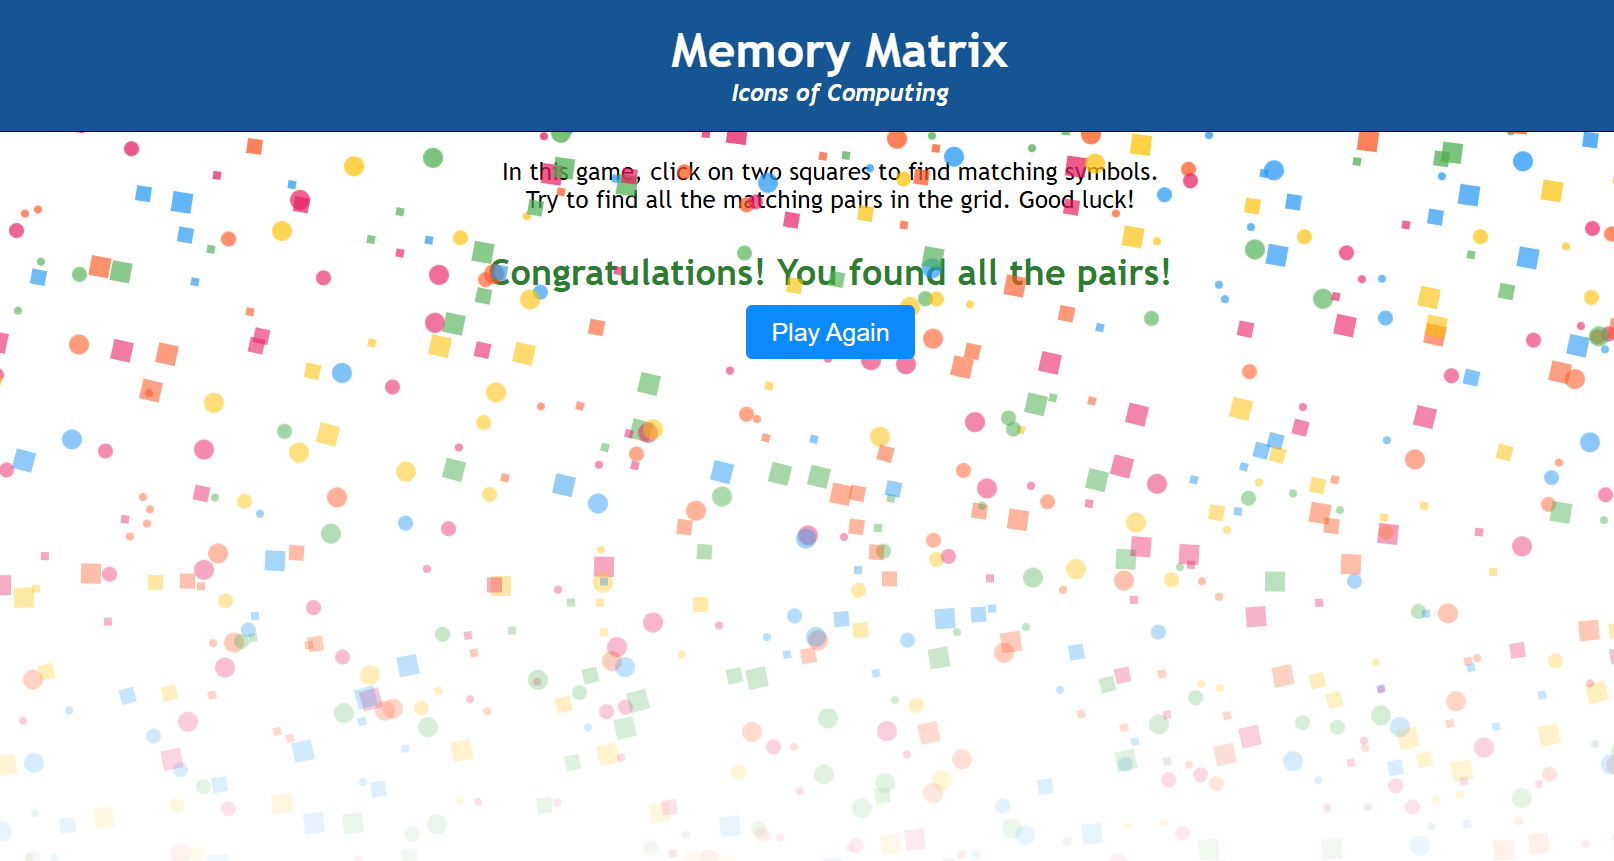 Memory Matrix
Icons of Computing
In this game, click on two squares to find matching symbols.
Try to find all the matching pairs in the grid. Good luck!
Congratulations! You found all the pairs!
Play Again